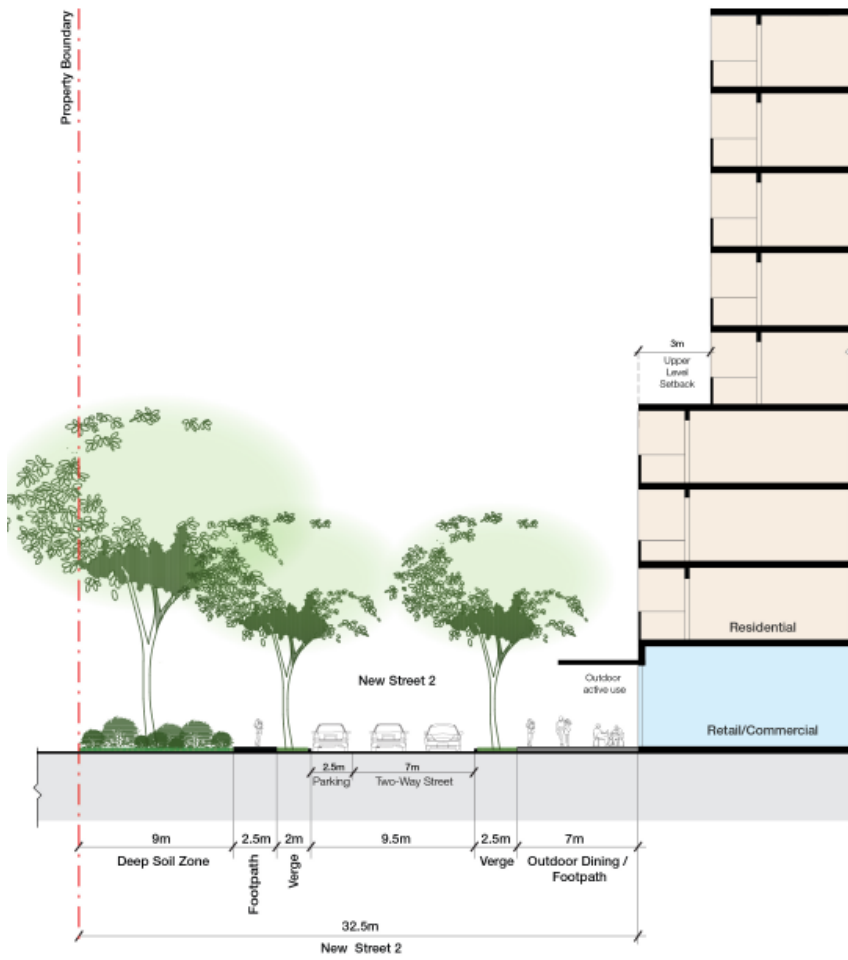 Property Boundary
3m
Upper
Level
Setback
Residential
New Street 2
Outdoor
active use
Retail/Commercial
2.5m
7m
Parking
Two-Way Street
9m
2.5m
2m
9.5m
2.5m
7m
Deep Soil Zone
Footpath
Verge
Verge
Outdoor Dining /
Footpath
32.5m
New Street 2